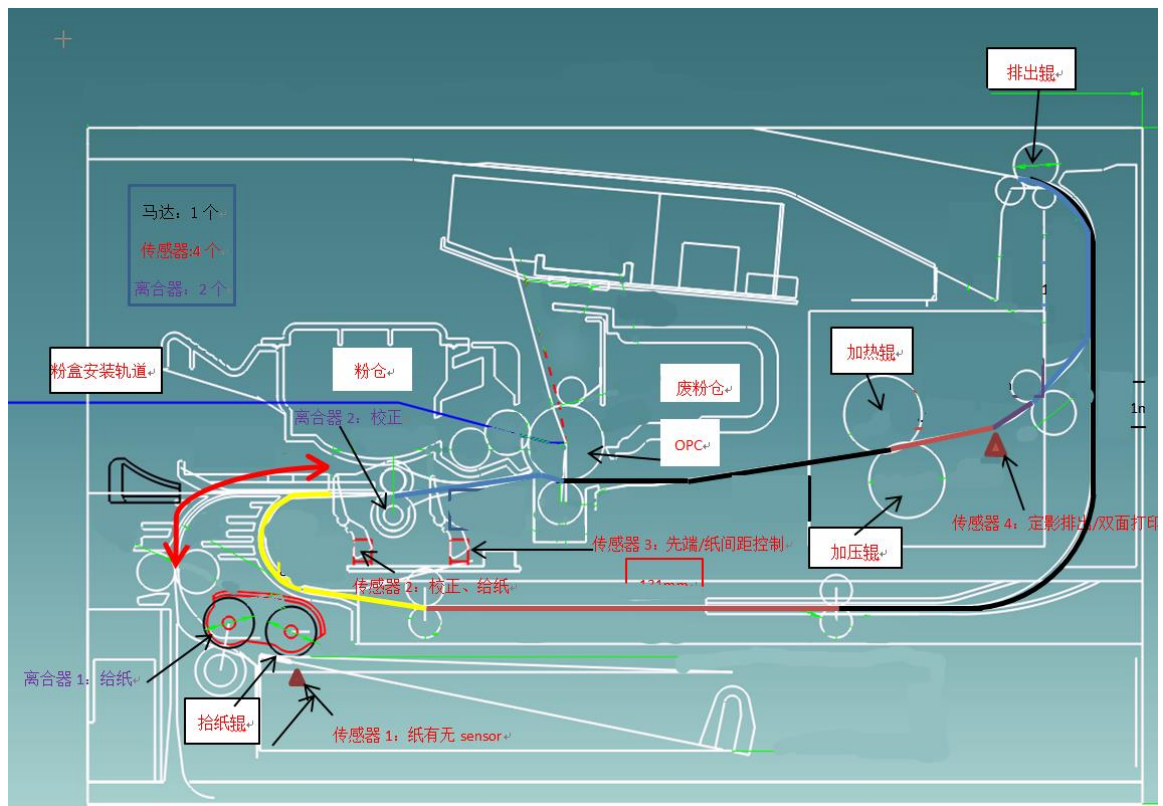 排出辊
马达：1 个
传感器:4 个
离合器：2 个
粉盒安装轨道
粉仓
加热辊
废粉仓
离合器 2：校正
OPC
1
1n
传感器 4：定影排出/双面打印
传感器 3：先端/纸间距控制
加压辊
131mm
传感器 2：校正、给纸
离合器 1：给纸
拾纸辊
传感器 1：纸有无 sensor